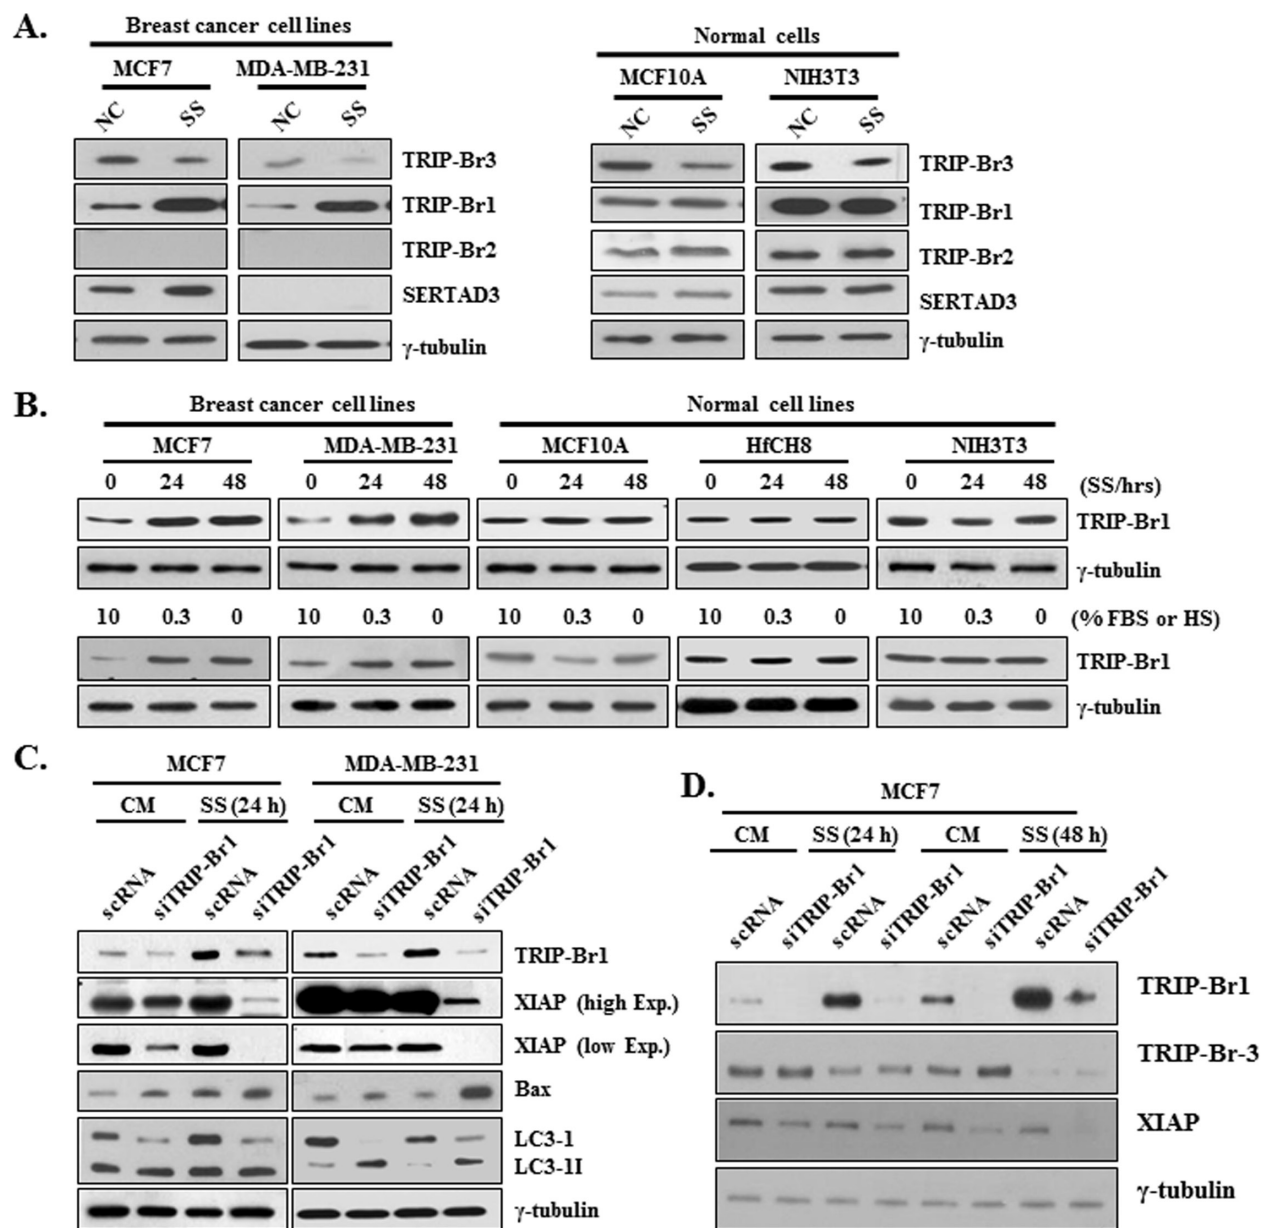 A.
Breast cancer cell lines
MCF7 MDA-MB-231
NC SS NC SS
TRIP-Br3
TRIP-Br1
TRIP-Br2
SERTAD3
γ-tubulin
Normal cells
MCF10A NIH3T3
NC SS NC SS
TRIP-Br3
TRIP-Br1
TRIP-Br2
SERTAD3
γ-tubulin
B.
Breast cancer cell lines Normal cell lines
MCF7 MDA-MB-231 MCF10A HfCH8 NIH3T3
0 24 48 0 24 48 0 24 48 0 24 48 0 24 48 (SS/hrs)
TRIP-Br1
γ-tubulin
10 0.3 0 10 0.3 0 10 0.3 0 10 0.3 0 10 0.3 0 (% FBS or HS)
TRIP-Br1
γ-tubulin
C.
MCF7 MDA-MB-231
CM SS (24 h) CM SS (24 h)
scRNA siTRIP-Br1 scRNA siTRIP-Br1 scRNA siTRIP-Br1 scRNA siTRIP-Br1
TRIP-Br1
XIAP (high Exp.)
XIAP (low Exp.)
Bax
LC3-1
LC3-1I
γ-tubulin
D.
MCF7
CM SS (24 h) CM SS (48 h)
scRNA siTRIP-Br1 scRNA siTRIP-Br1 scRNA siTRIP-Br1 scRNA siTRIP-Br1
TRIP-Br1
TRIP-Br-3
XIAP
γ-tubulin